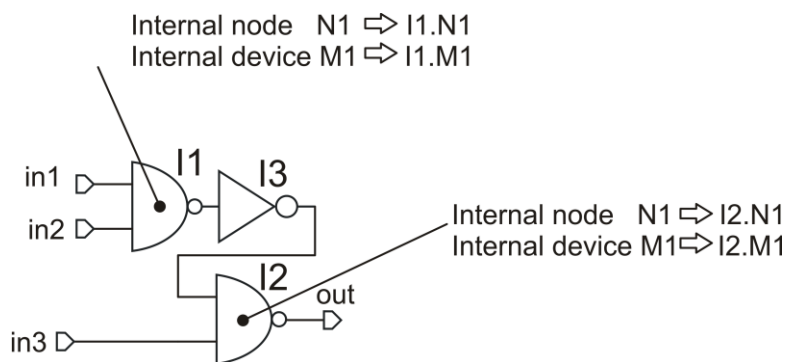 Internal node N1 ⇨ I1.N1
Internal device M1 ⇨ I1.M1
I1
I3
in1
in2
Internal node N1 ⇨ I2.N1
Internal device M1 ⇨ I2.M1
I2
out
in3